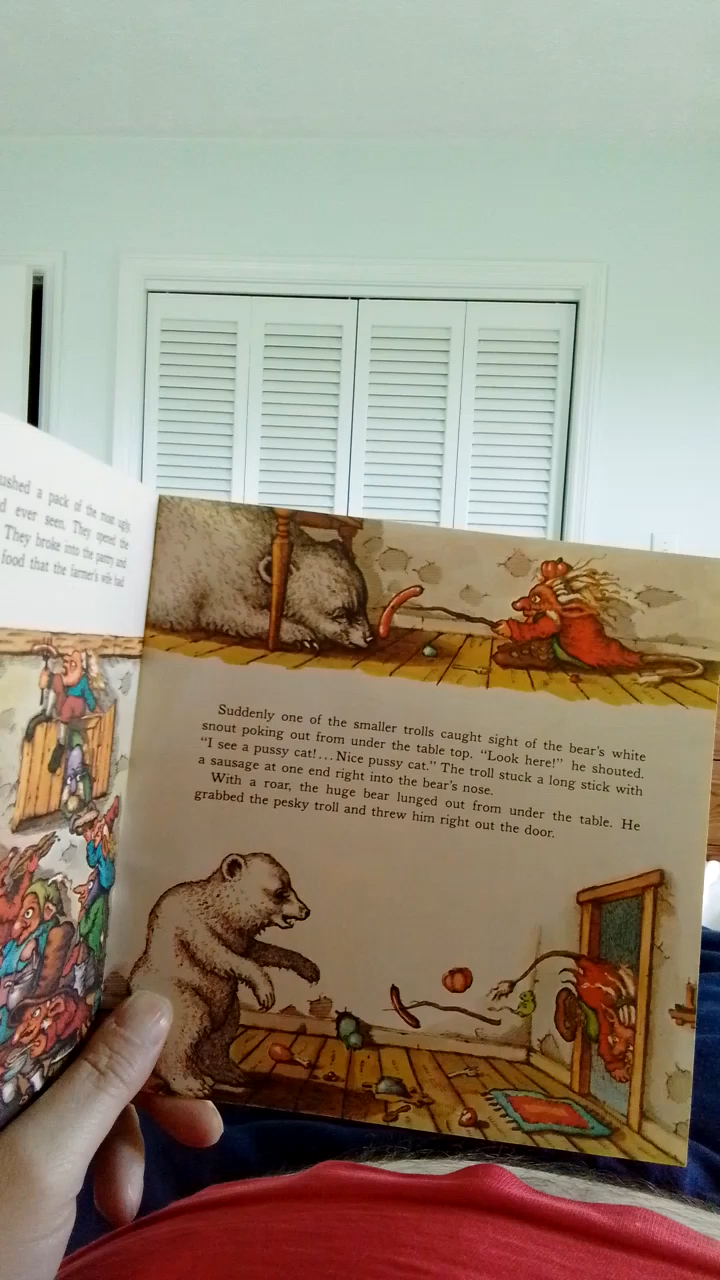 ushed a pack of the most ugly,
d ever seen. They opened the
They broke into the pantry and
food that the farmer's wife had
Suddenly one of the smaller trolls caught sight of the bear's white
snout poking out from under the table top. “Look here!” he shouted.
“I see a pussy cat!...Nice pussy cat.” The troll stuck a long stick with
a sausage at one end right into the bear's nose.
With a roar, the huge bear lunged out from under the table. He
grabbed the pesky troll and threw him right out the door.